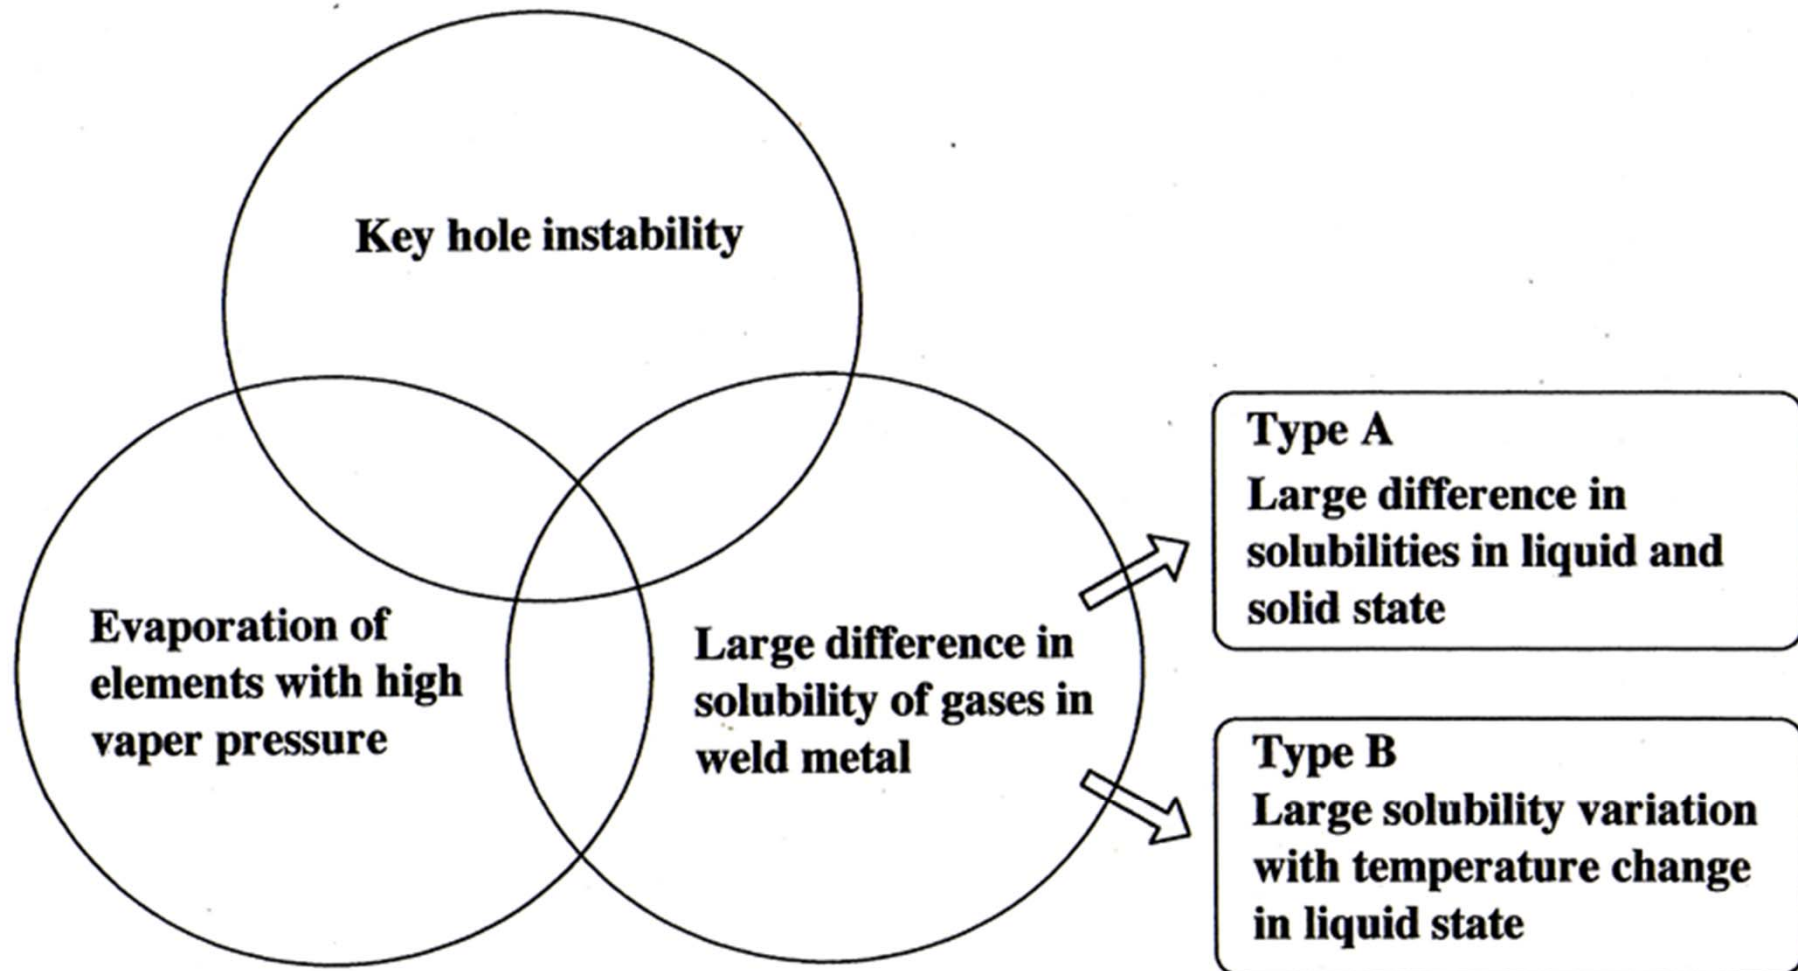 Key hole instability
Evaporation of
elements with high
vaper pressure
Large difference in
solubility of gases in
weld metal
Type A
Large difference in
solubilities in liquid and
solid state
Type B
Large solubility variation
with temperature change
in liquid state